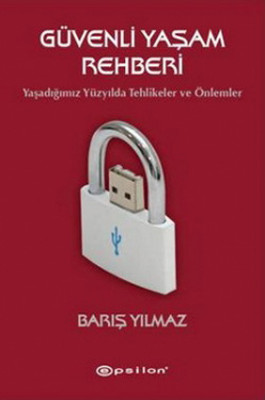 GÜVENLİ YAŞAM
REHBERİ
Yaşadığımız Yüzyılda Tehlikeler ve Önlemler
BARIŞ YILMAZ
epsilon